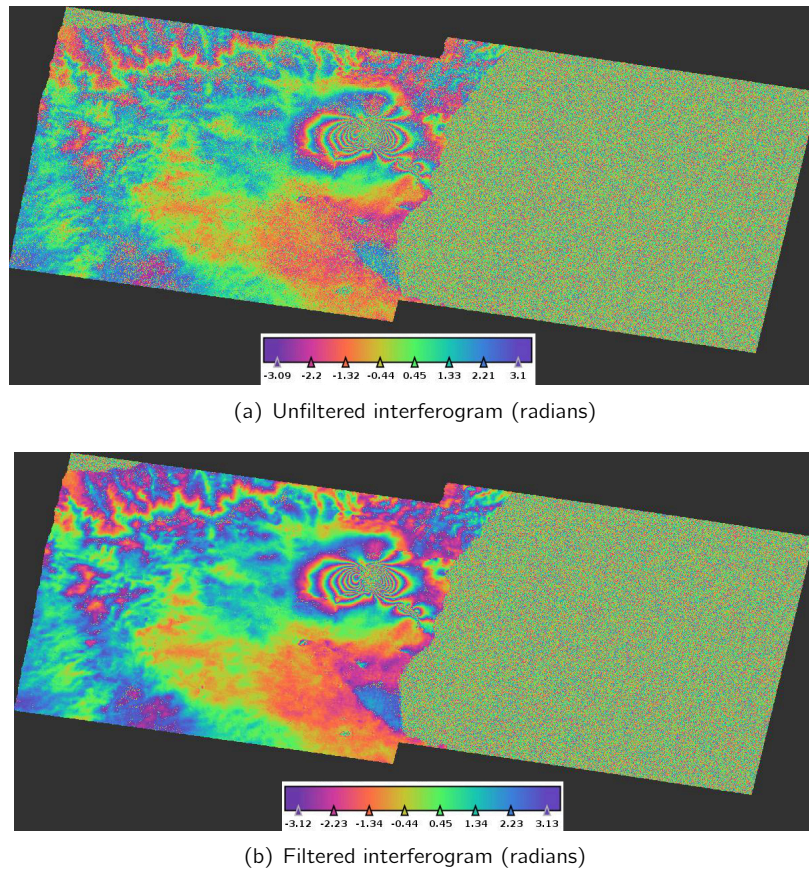 -3.09 -2.2 -1.32 -0.44 0.45 1.33 2.21 3.1
(a) Unfiltered interferogram (radians)
-3.12 -2.23 -1.34 -0.44 0.45 1.34 2.23 3.13
(b) Filtered interferogram (radians)